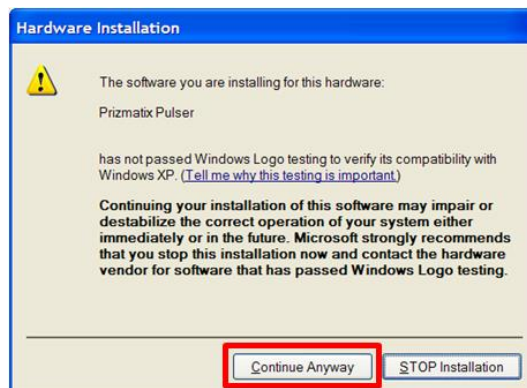 Hardware Installation
The software you are installing for this hardware:
Prizmatix Pulser
has not passed Windows Logo testing to verify its compatibility with
Windows XP. (Tell me why this testing is important.)
Continuing your installation of this software may impair or
destabilize the correct operation of your system either
immediately or in the future. Microsoft strongly recommends
that you stop this installation now and contact the hardware
vendor for software that has passed Windows Logo testing.
Continue Anyway
STOP Installation